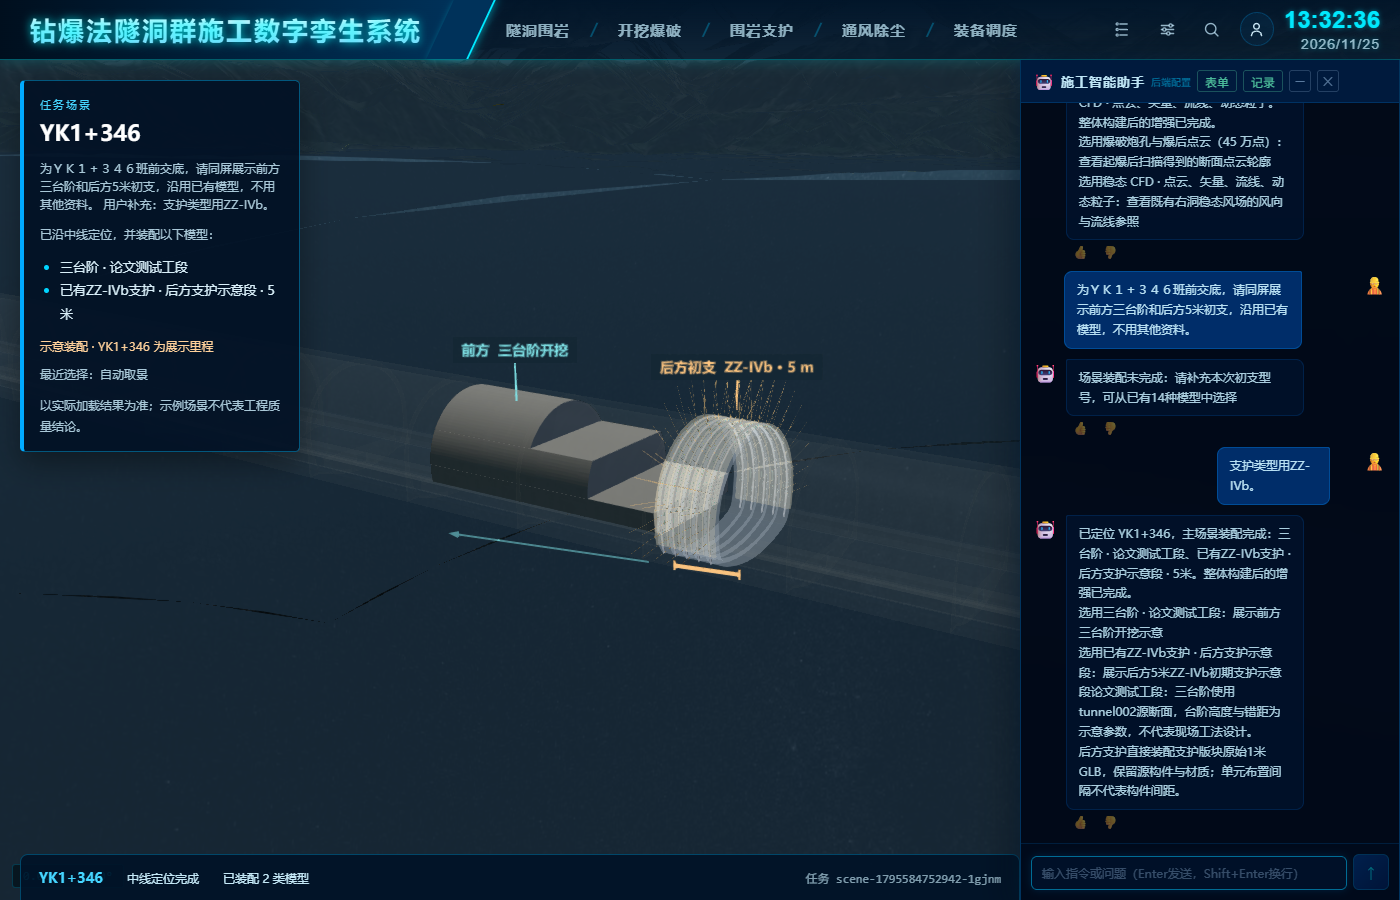 钻爆法隧洞群施工数字孪生系统
隧洞围岩 / 开挖爆破 / 围岩支护 / 通风除尘 / 装备调度
13:32:36
2026/11/25
任务场景
YK1+346
为ＹＫ１＋３４６班前交底，请同屏展示前方
三台阶和后方5米初支，沿用已有模型，不用
其他资料。 用户补充：支护类型用ZZ-IVb。
已沿中线定位，并装配以下模型：
三台阶 · 论文测试工段
已有ZZ-IVb支护 · 后方支护示意段 · 5
米
示意装配 · YK1+346 为展示里程
最近选择：自动取景
以实际加载结果为准；示例场景不代表工程质
量结论。
前方 三台阶开挖
后方初支 ZZ-IVb · 5 m
施工智能助手 后端配置 表单 记录
CFD · 点云、矢量、流线、动态粒子。
整体构建后的增强已完成。
选用爆破炮孔与爆后点云（45 万点）：
查看起爆后扫描得到的断面点云轮廓
选用稳态 CFD · 点云、矢量、流线、动
态粒子：查看既有右洞稳态风场的风向
与流线参照
为ＹＫ１＋３４６班前交底，请同屏展
示前方三台阶和后方5米初支，沿用已有
模型，不用其他资料。
场景装配未完成：请补充本次初支型
号，可从已有14种模型中选择
支护类型用ZZ-
IVb。
已定位 YK1+346，主场景装配完成：三
台阶 · 论文测试工段、已有ZZ-IVb支护 ·
后方支护示意段 · 5米。整体构建后的增
强已完成。
选用三台阶 · 论文测试工段：展示前方
三台阶开挖示意
选用已有ZZ-IVb支护 · 后方支护示意
段：展示后方5米ZZ-IVb初期支护示意
段论文测试工段：三台阶使用
tunnel002源断面，台阶高度与错距为
示意参数，不代表现场工法设计。
后方支护直接装配支护版块原始1米
GLB，保留源构件与材质；单元布置间
隔不代表构件间距。
输入指令或问题（Enter发送，Shift+Enter换行）
YK1+346 中线定位完成 已装配 2 类模型
任务 scene-1795584752942-1gjnm